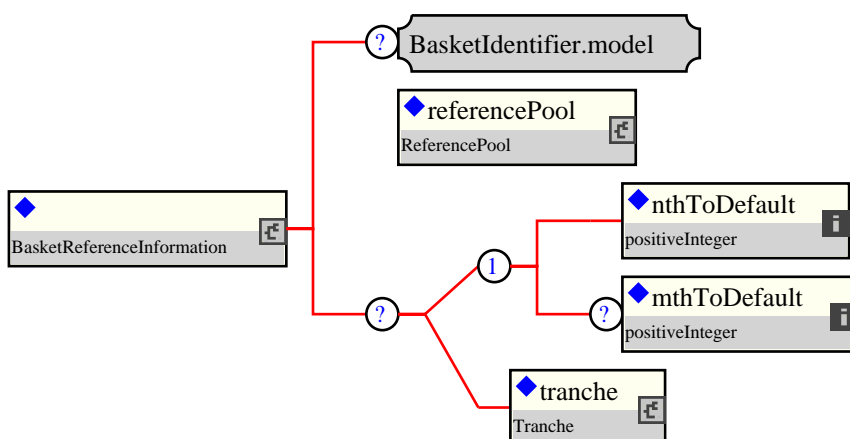 ? BasketIdentifier.model
referencePool
ReferencePool
nthToDefault
positiveInteger
BasketReferenceInformation
1
? mthToDefault
positiveInteger
?
tranche
Tranche